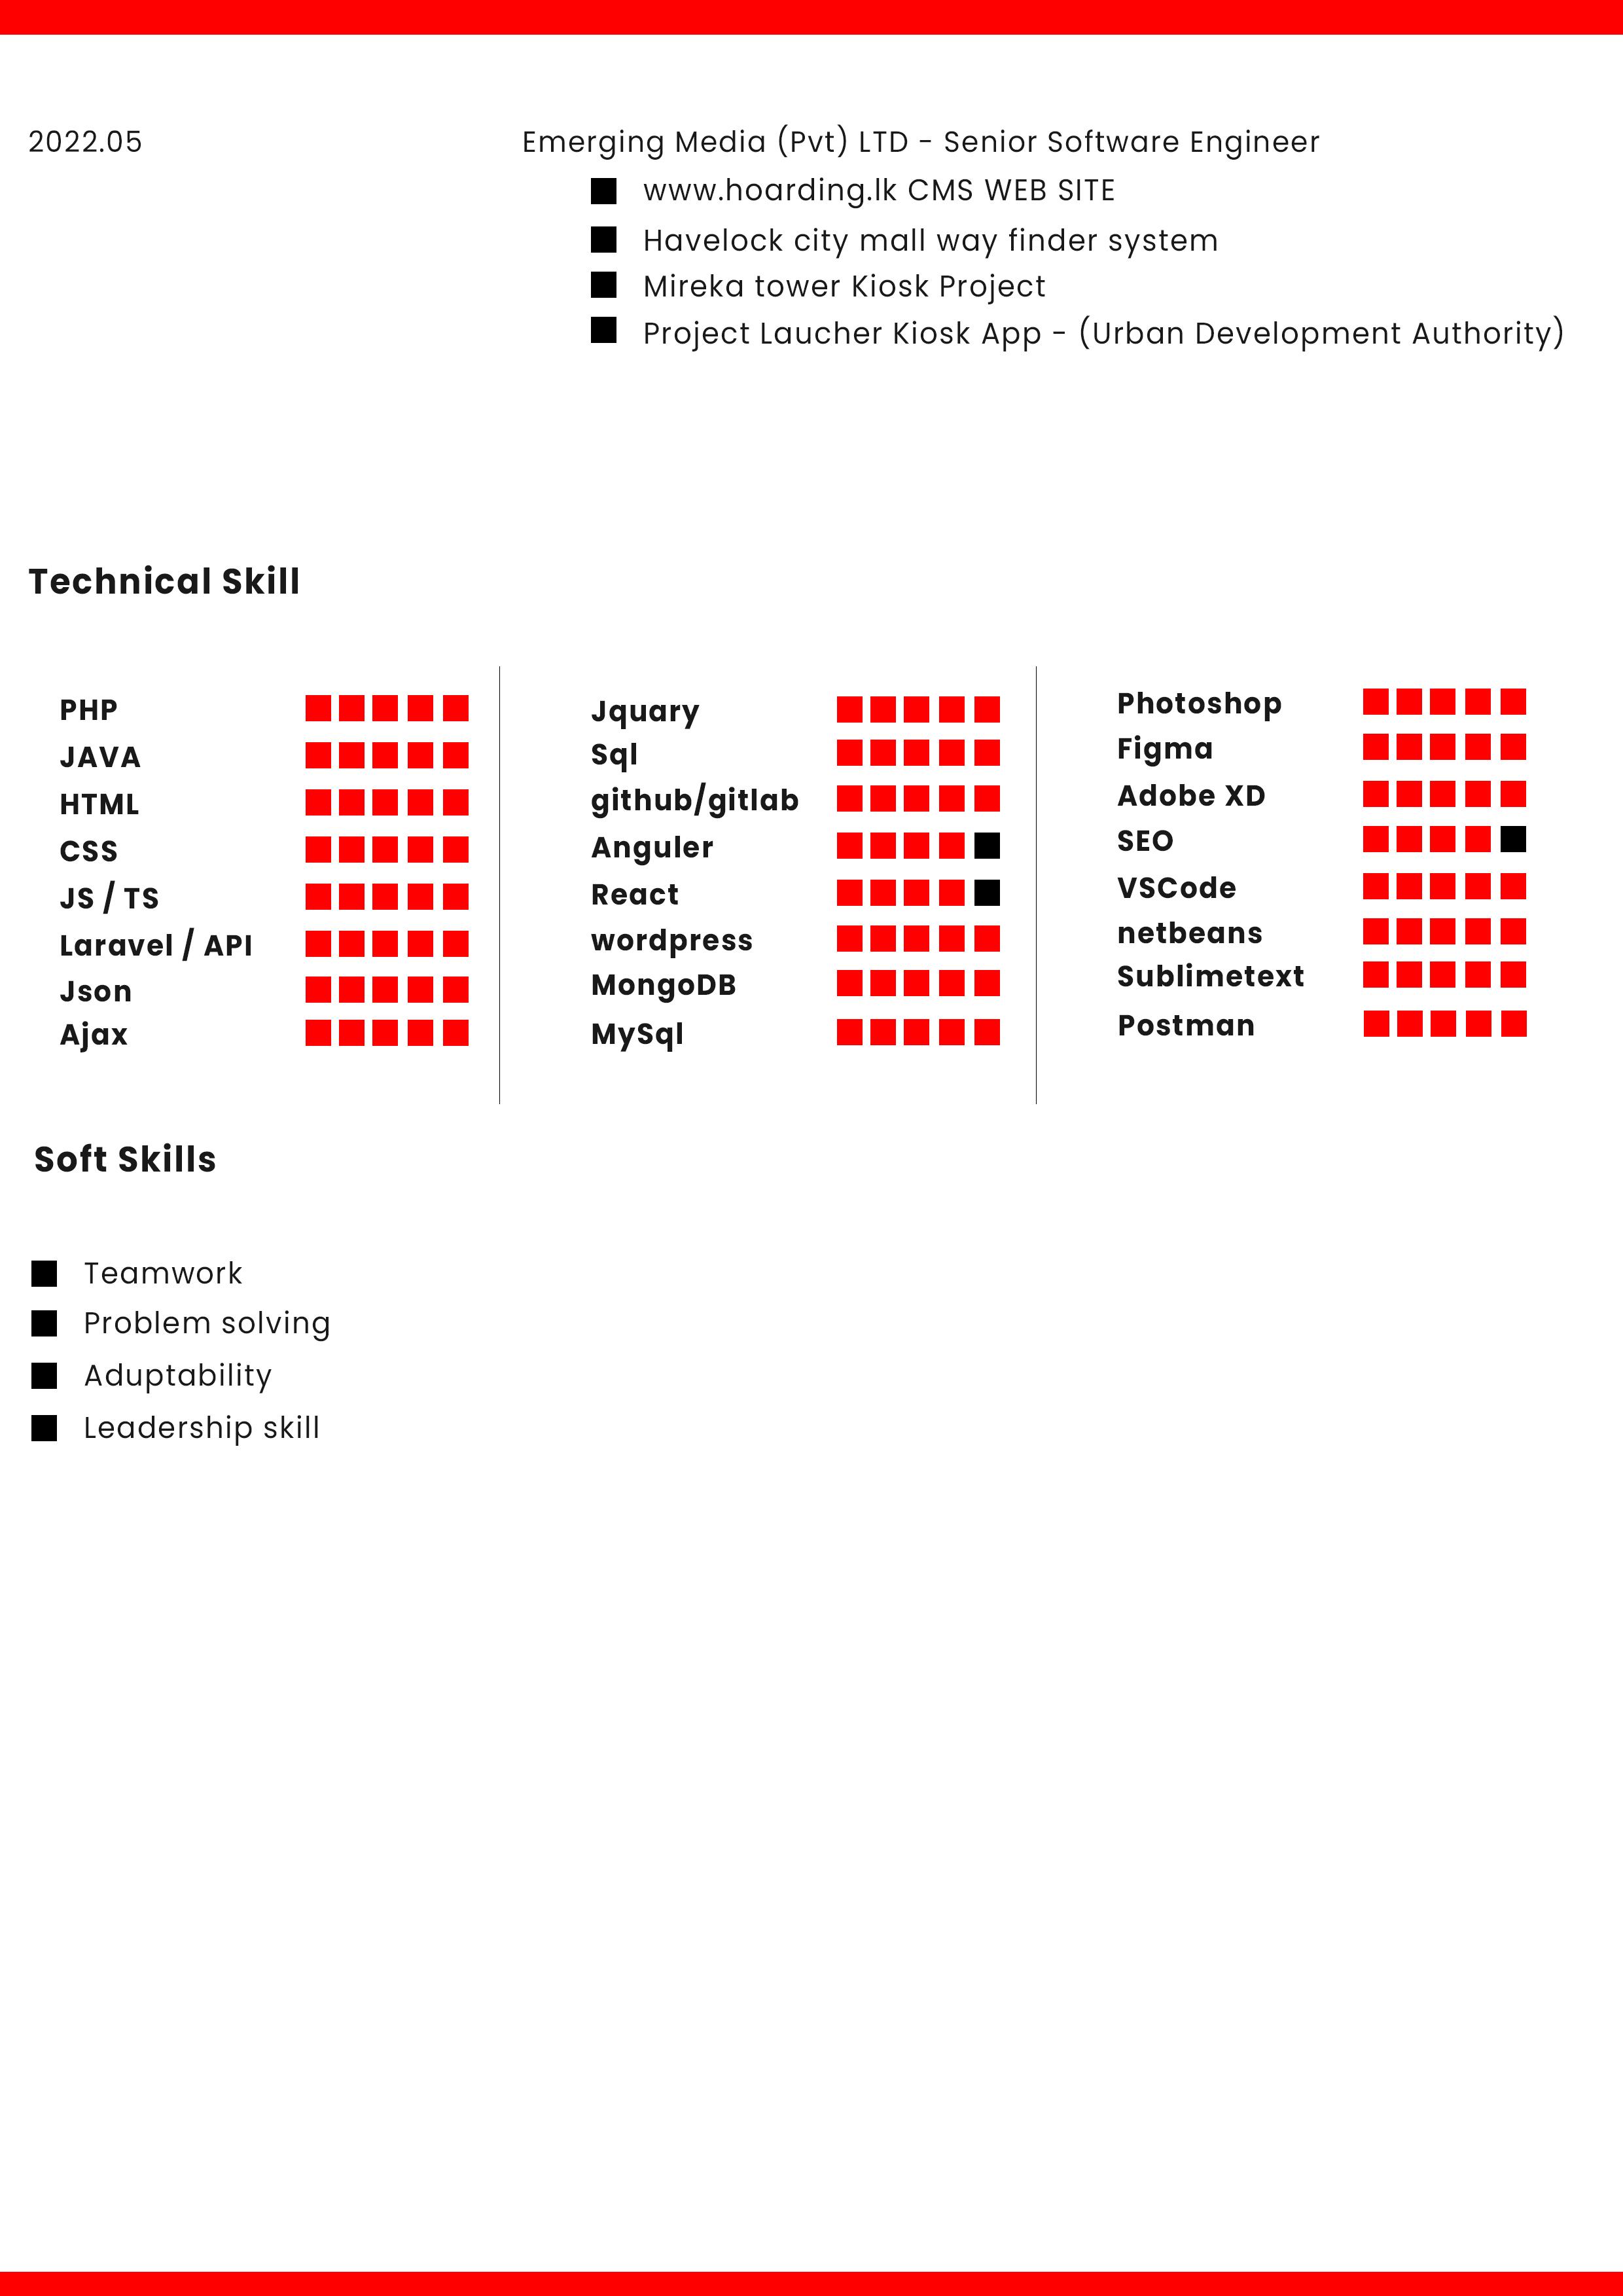 2022.05
Emerging Media (Pvt) LTD - Senior Software Engineer
www.hoarding.lk CMS WEB SITE
Havelock city mall way finder system
Mireka tower Kiosk Project
Project Laucher Kiosk App - (Urban Development Authority)
Technical Skill
PHP
JAVA
HTML
CSS
JS / TS
Laravel / API
Json
Ajax
Jquary
Sql
github/gitlab
Anguler
React
wordpress
MongoDB
MySql
Photoshop
Figma
Adobe XD
SEO
VSCode
netbeans
Sublimetext
Postman
Soft Skills
Teamwork
Problem solving
Aduptability
Leadership skill